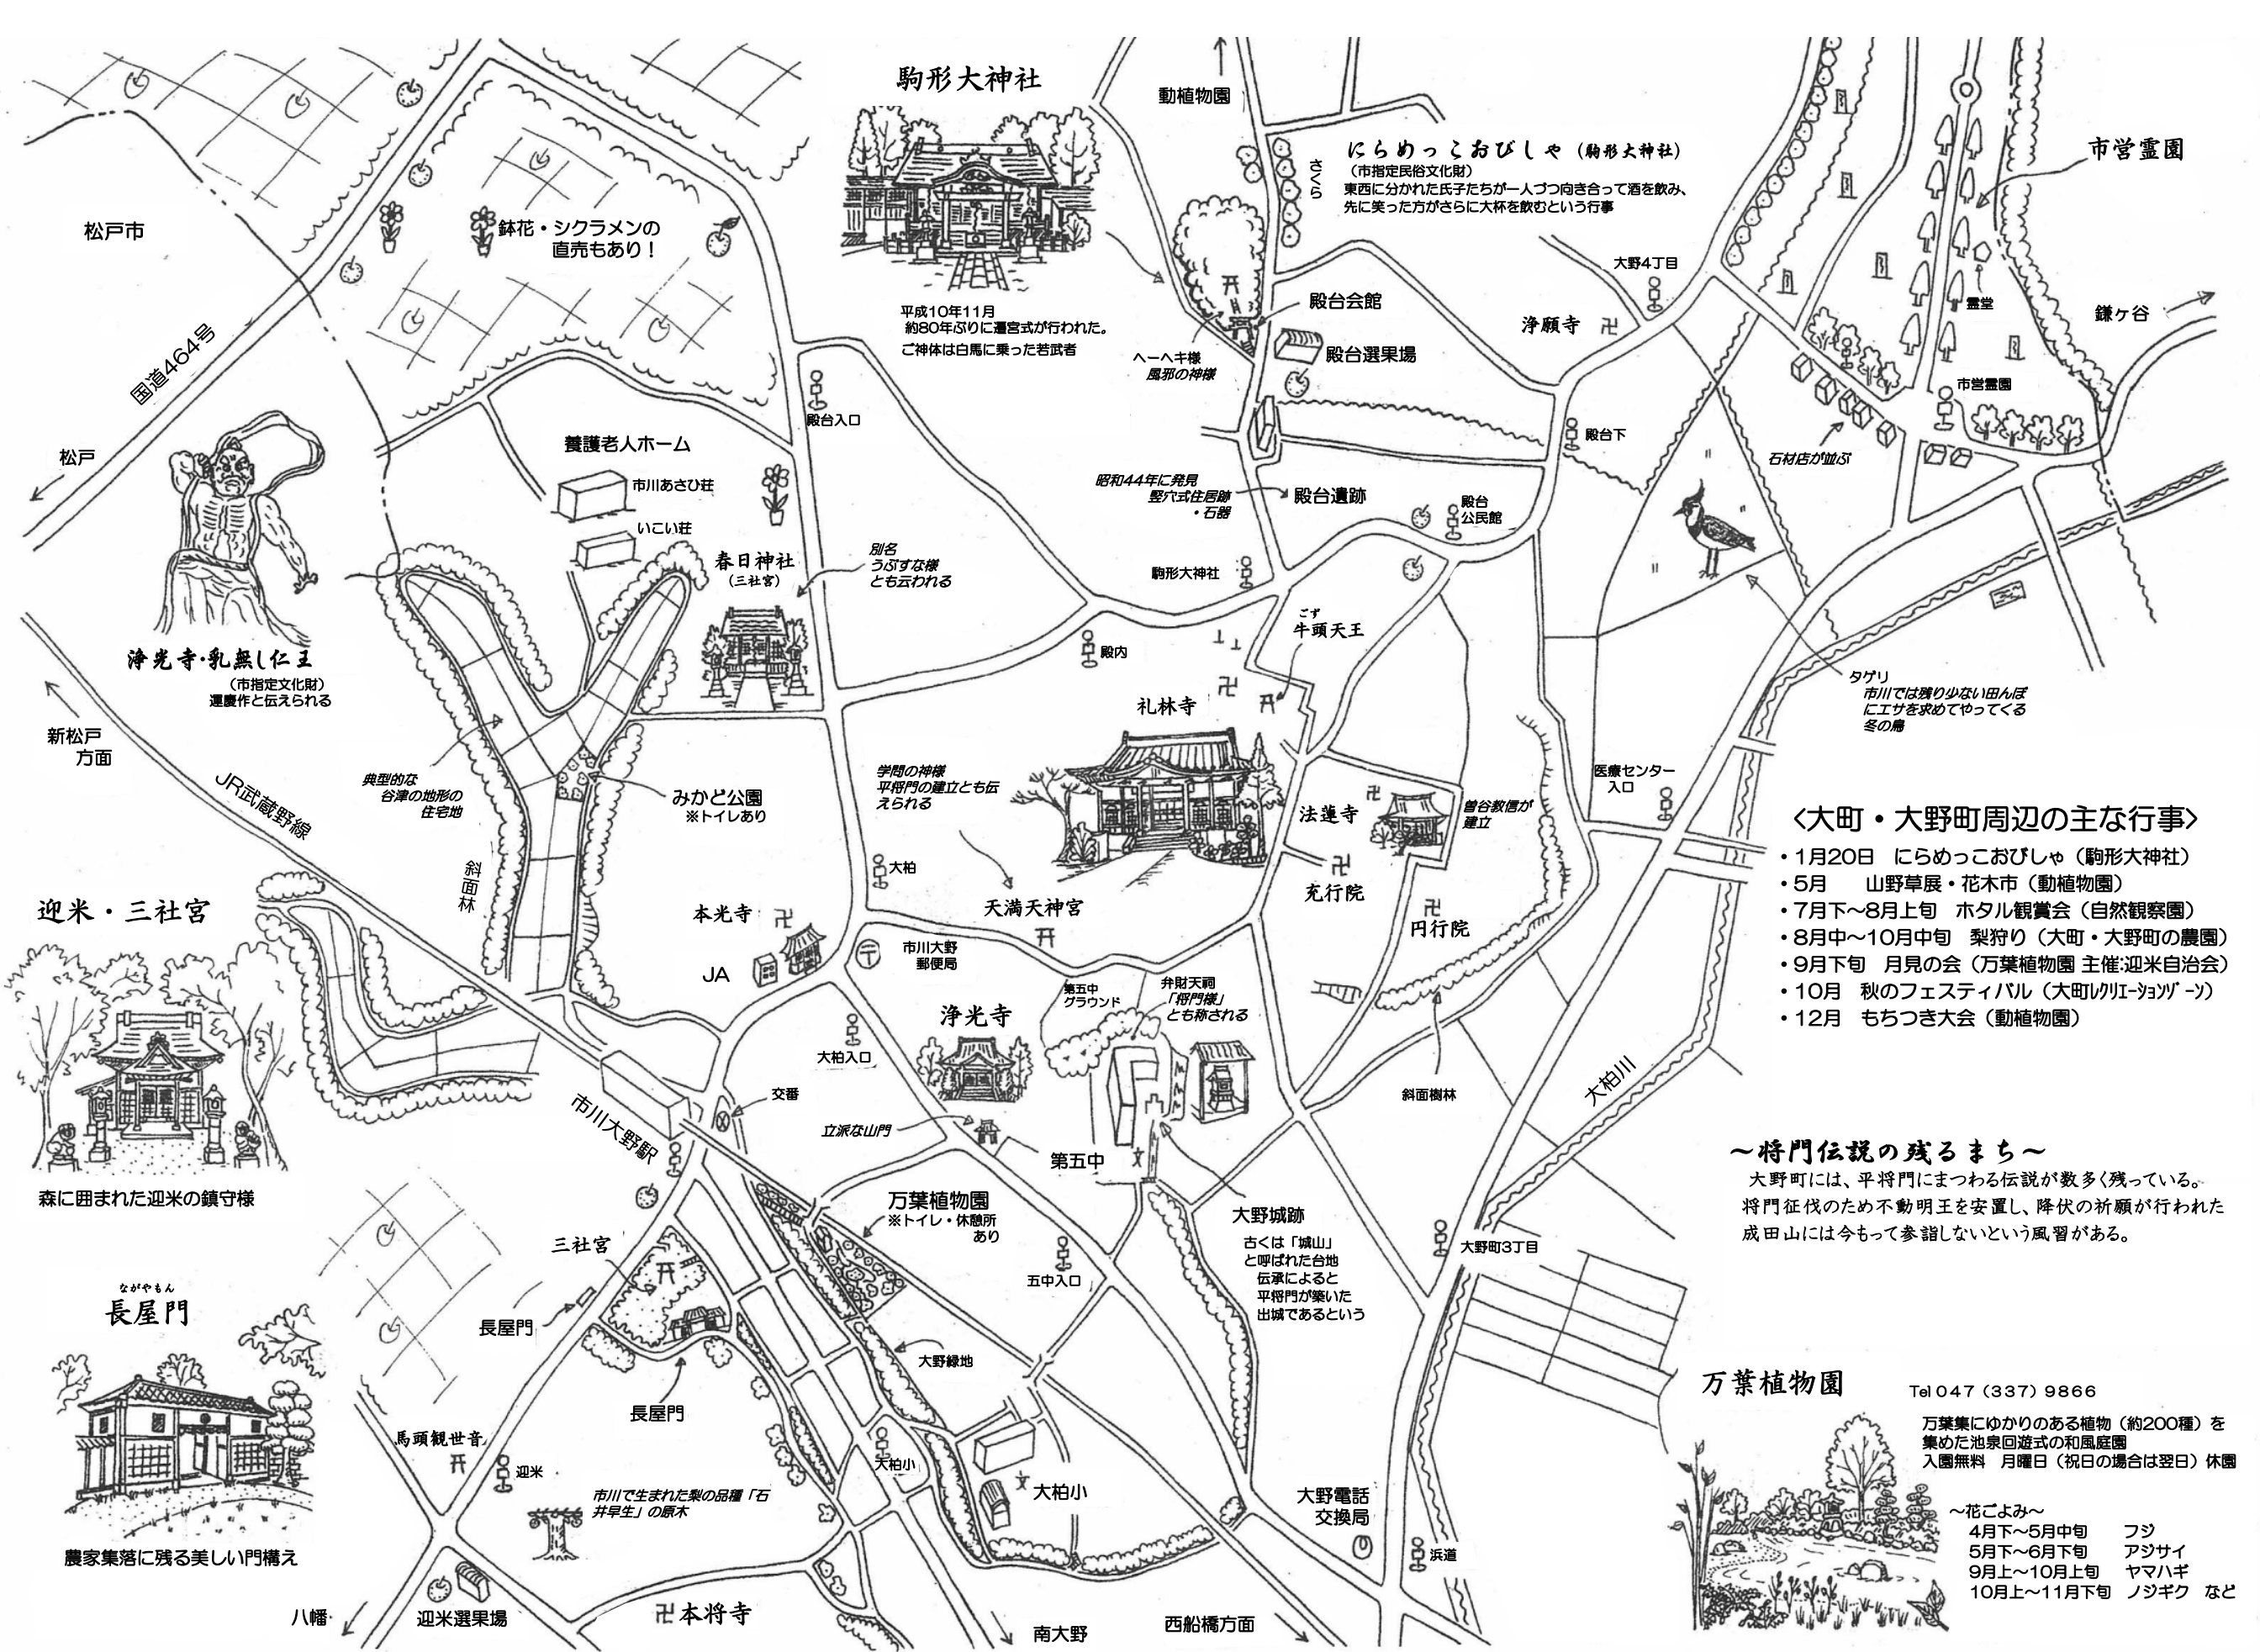 駒形大神社
平成10年11月
約80年ぶりに遷宮式が行われた。
ご神体は白馬に乗った若武者
動植物園
さくら
にらめっこおびしゃ（駒形大神社）
（市指定民俗文化財）
東西に分かれた氏子たちが一人づつ向き合って酒を飲み、
先に笑った方がさらに大杯を飲むという行事
市営霊園
霊堂
鎌ヶ谷
市営霊園
石材店が並ぶ
大野4丁目
浄願寺
殿台会館
殿台選果場
ヘーヘキ様
風邪の神様
殿台下
昭和44年に発見
竪穴式住居跡
・石器
殿台遺跡
殿台
公民館
駒形大神社
松戸市
鉢花・シクラメンの
直売もあり！
国道464号
松戸
殿台入口
養護老人ホーム
市川あさひ荘
いこい荘
春日神社
（三社宮）
別名
うぶすな様
とも云われる
浄光寺・乳無し仁王
（市指定文化財）
運慶作と伝えられる
新松戸
方面
JR武蔵野線
典型的な
谷津の地形の
住宅地
みかど公園
※トイレあり
斜面林
殿内
こず
牛頭天王
礼林寺
学問の神様
平将門の建立とも伝
えられる
天満天神宮
大柏
法蓮寺
曽谷教信が
建立
充行院
円行院
タゲリ
市川では残り少ない田んぼ
にエサを求めてやってくる
冬の鳥
医療センター
入口
<大町・大野町周辺の主な行事>
・1月20日　にらめっこおびしゃ（駒形大神社）
・5月　　山野草展・花木市（動植物園）
・7月下～8月上旬　ホタル観賞会（自然観察園）
・8月中～10月中旬　梨狩り（大町・大野町の農園）
・9月下旬　月見の会（万葉植物園 主催:迎米自治会）
・10月　秋のフェスティバル（大町ﾚｸﾘｴｰｼｮﾝｿﾞｰﾝ）
・12月　もちつき大会（動植物園）
迎米・三社宮
森に囲まれた迎米の鎮守様
本光寺
JA
〒
市川大野
郵便局
大柏入口
浄光寺
立派な山門
第五中
グラウンド
弁財天祠
「将門様」
とも称される
第五中
文
交番
市川大野駅
斜面樹林
大柏川
～将門伝説の残るまち～
大野町には、平将門にまつわる伝説が数多く残っている。
将門征伐のため不動明王を安置し、降伏の祈願が行われた
成田山には今もって参詣しないという風習がある。
万葉植物園
※トイレ・休憩所
あり
五中入口
大野城跡
古くは「城山」
と呼ばれた台地
伝承によると
平将門が築いた
出城であるという
大野町3丁目
三社宮
長屋門
長屋門
大野緑地
ながやもん
長屋門
農家集落に残る美しい門構え
馬頭観世音
迎米
市川で生まれた梨の品種「石
井早生」の原木
大柏小
文
大柏小
大野電話
交換局
浜道
八幡
迎米選果場
本将寺
南大野
西船橋方面
万葉植物園
Tel 047（337）9866
万葉集にゆかりのある植物（約200種）を
集めた池泉回遊式の和風庭園
入園無料　月曜日（祝日の場合は翌日）休園
～花ごよみ～
4月下～5月中旬　フジ
5月下～6月下旬　アジサイ
9月上～10月上旬　ヤマハギ
10月上～11月下旬　ノジギク　など